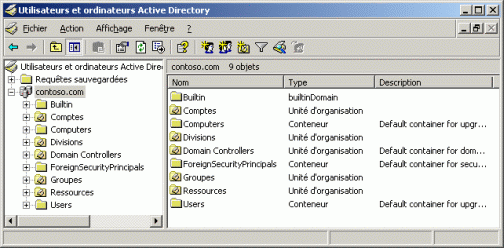 Utilisateurs et ordinateurs Active Directory
Fichier Action Affichage Fenêtre ?
Utilisateurs et ordinateurs Active Direc
contoso.com 9 objets
Requêtes sauvegardées
contoso.com
Builtin
Comptes
Computers
Divisions
Domain Controllers
ForeignSecurityPrincipals
Groupes
Ressources
Users
Nom Type Description
Builtin builtinDomain
Comptes Unité d'organisation
Computers Conteneur Default container for upgr...
Divisions Unité d'organisation
Domain Controllers Unité d'organisation Default container for dom...
ForeignSecurityPrincipals Conteneur Default container for secu...
Groupes Unité d'organisation
Ressources Unité d'organisation
Users Conteneur Default container for upgr...